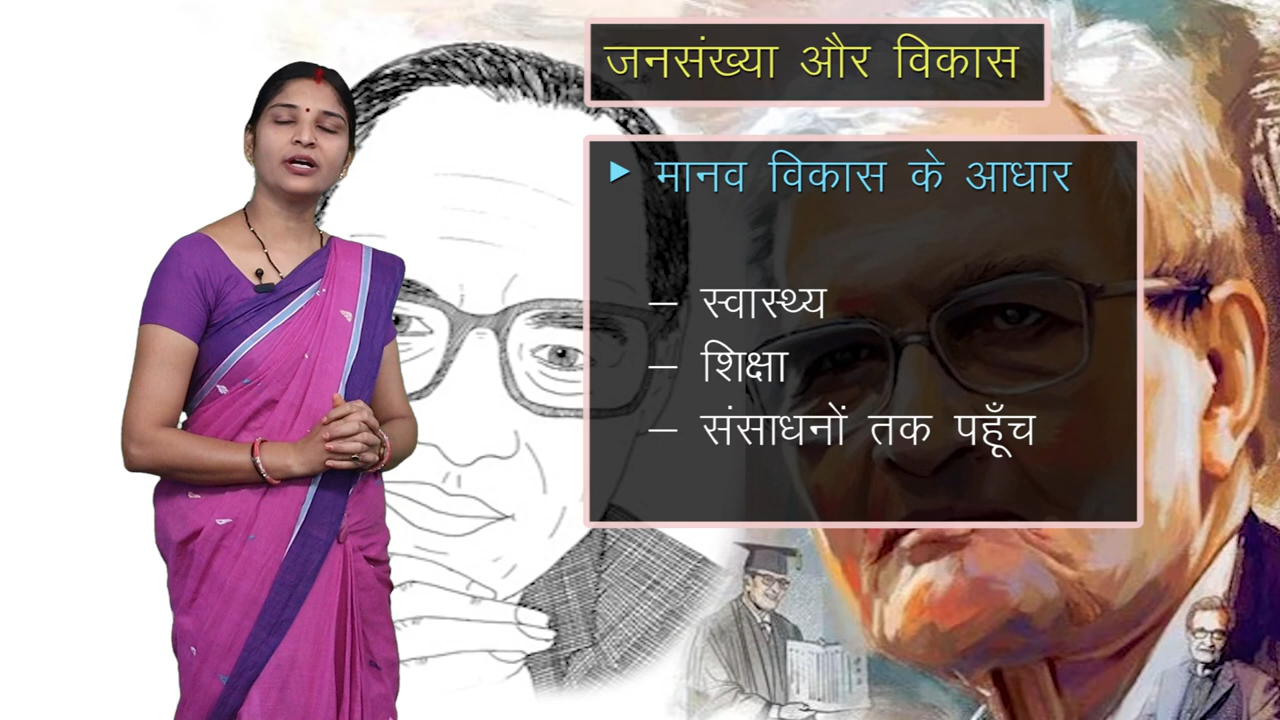 जनसंख्या और विकास
► मानव विकास के आधार
– स्वास्थ्य
– शिक्षा
– संसाधनों तक पहुँच